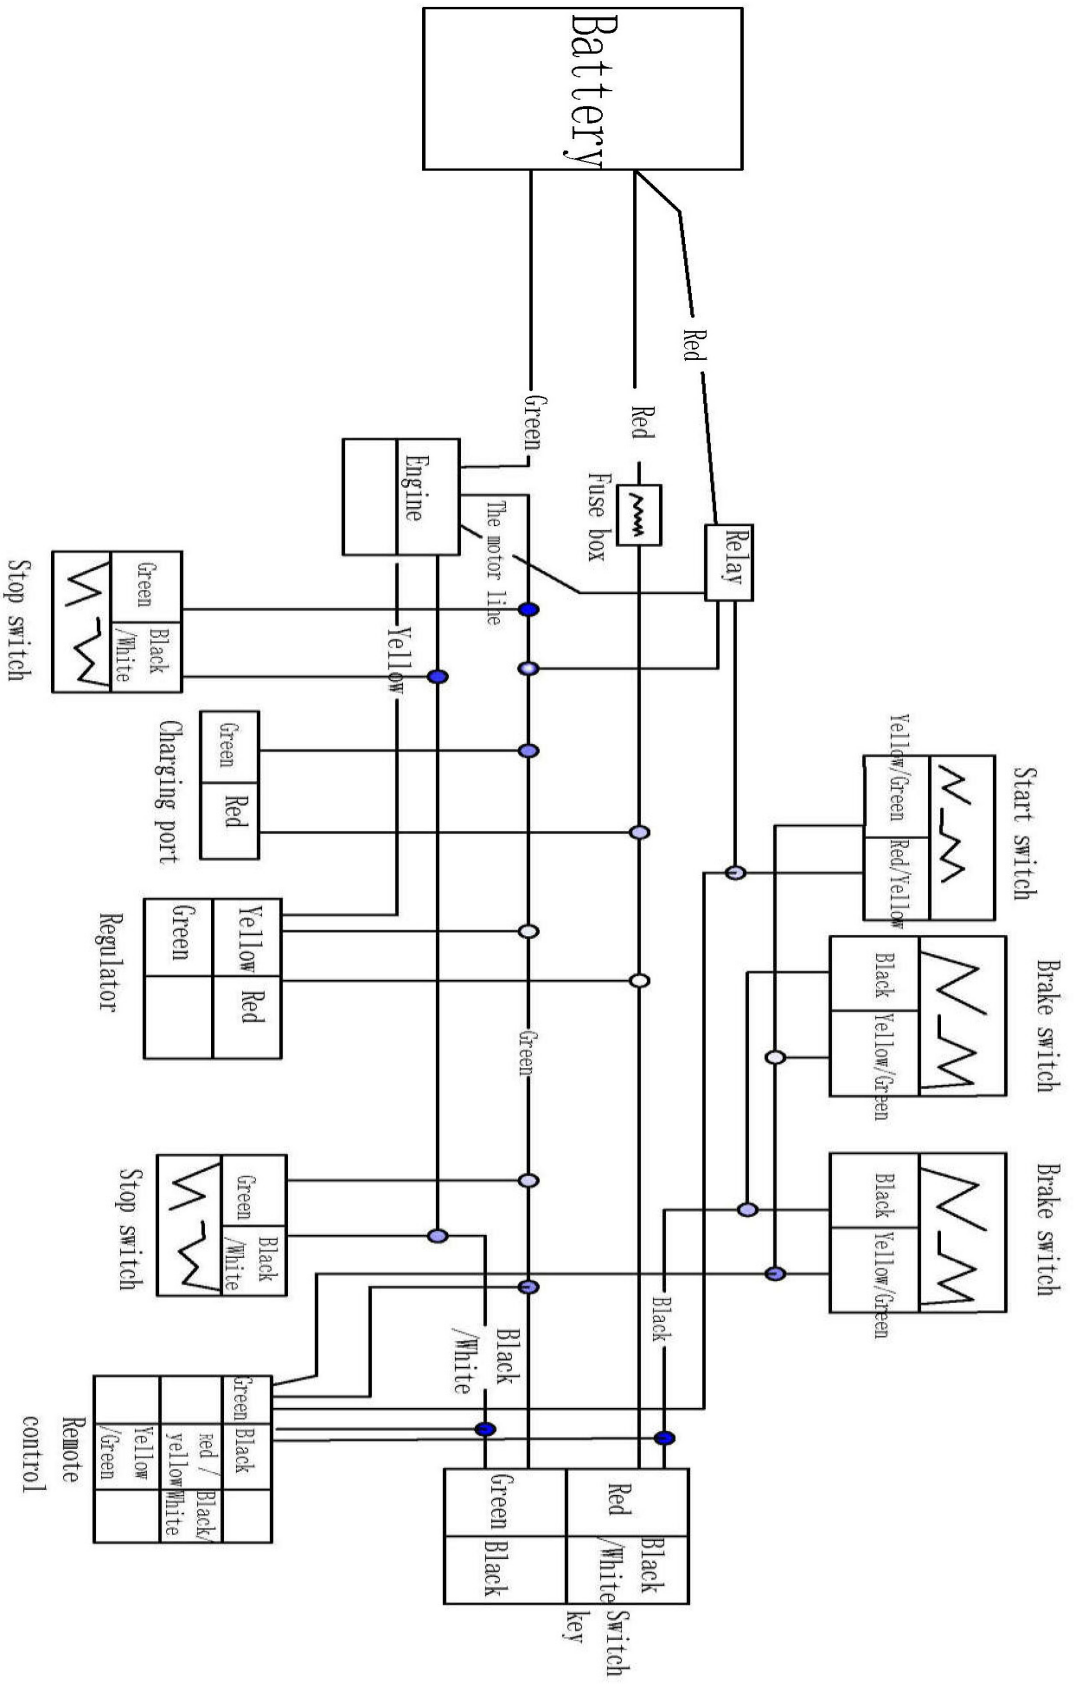 Battery
Red
Red
Green
Fuse box
Relay
Engine
The motor line
Yellow
Stop switch
Green
Black
/White
Charging port
Green
Red
Regulator
Yellow
Red
Green
Green
Start switch
Yellow/Green
Red/Yellow
Brake switch
Black
Yellow/Green
Brake switch
Black
Yellow/Green
Stop switch
Green
Black
/White
Black
Black
/White
Remote
control
Green
Black
Red /
yellow
Black/
White
Yellow
/Green
Switch
key
Red
Black
/White
Green
Black